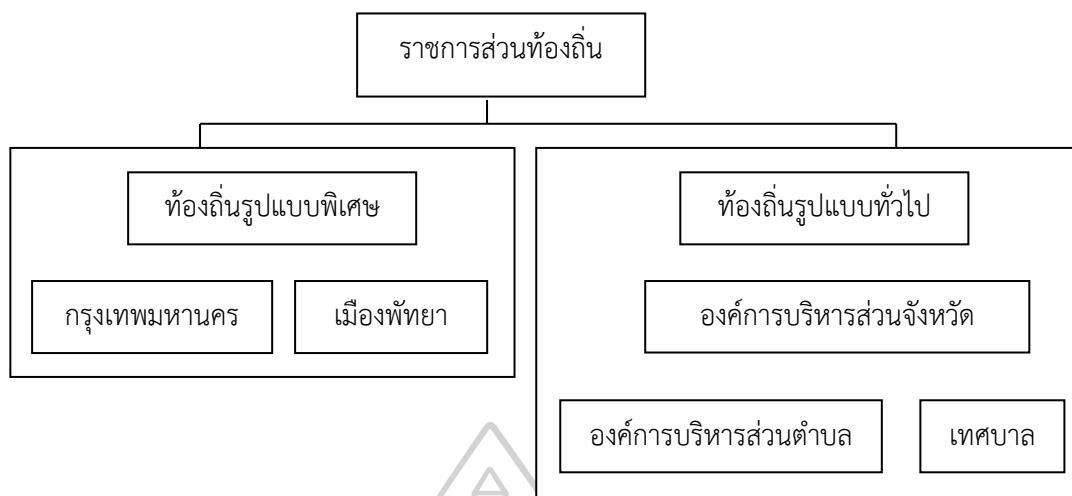 ราชการส่วนท้องถิ่น
ท้องถิ่นรูปแบบพิเศษ
กรุงเทพมหานคร
เมืองพัทยา
ท้องถิ่นรูปแบบทั่วไป
องค์การบริหารส่วนจังหวัด
องค์การบริหารส่วนตำบล
เทศบาล